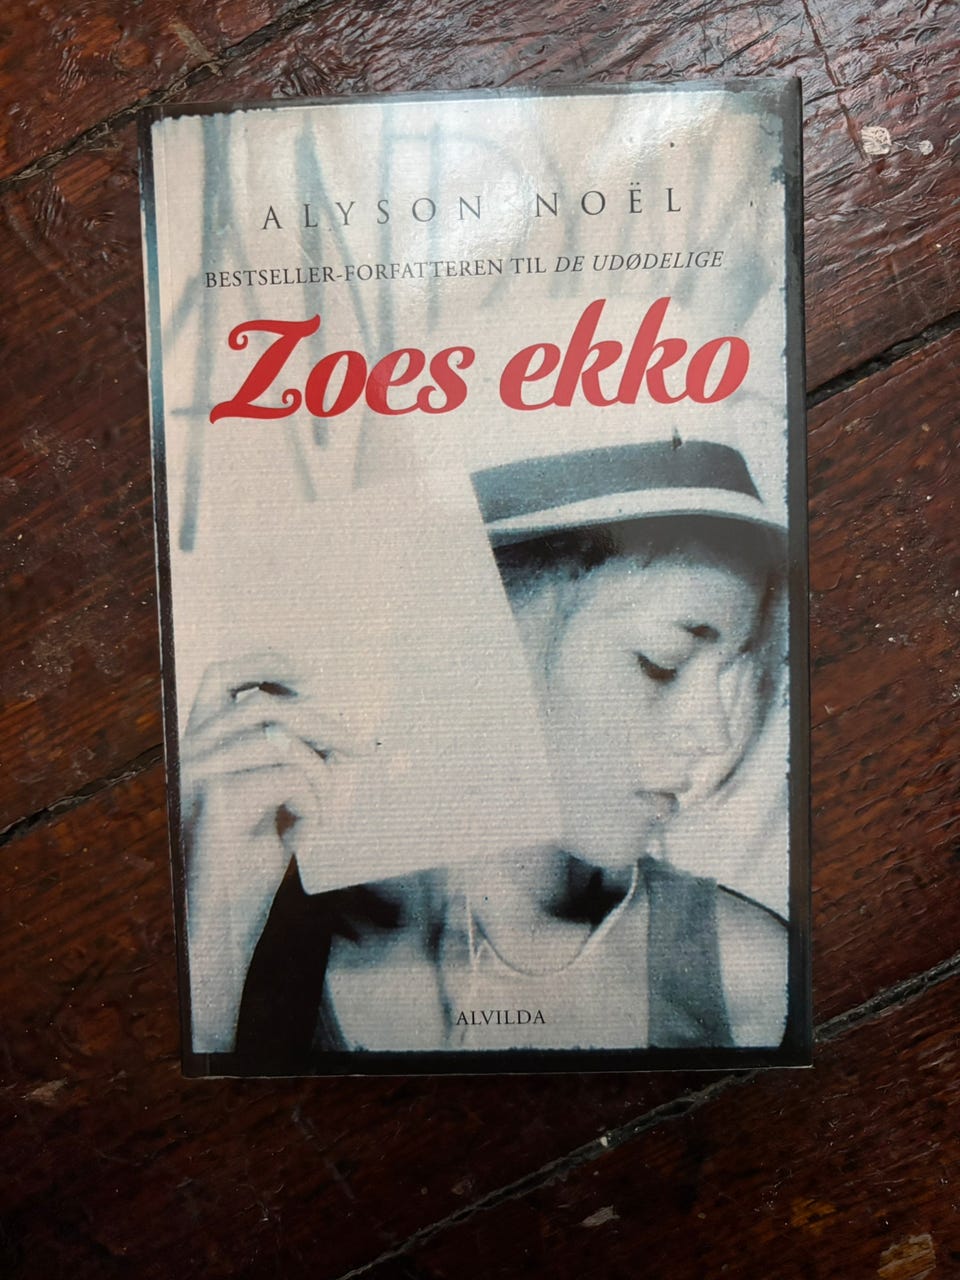 ALYSON NOËL
BESTSELLER-FORFATTEREN TIL DE UDØDELIGE
Zoes ekko
ALVILDA